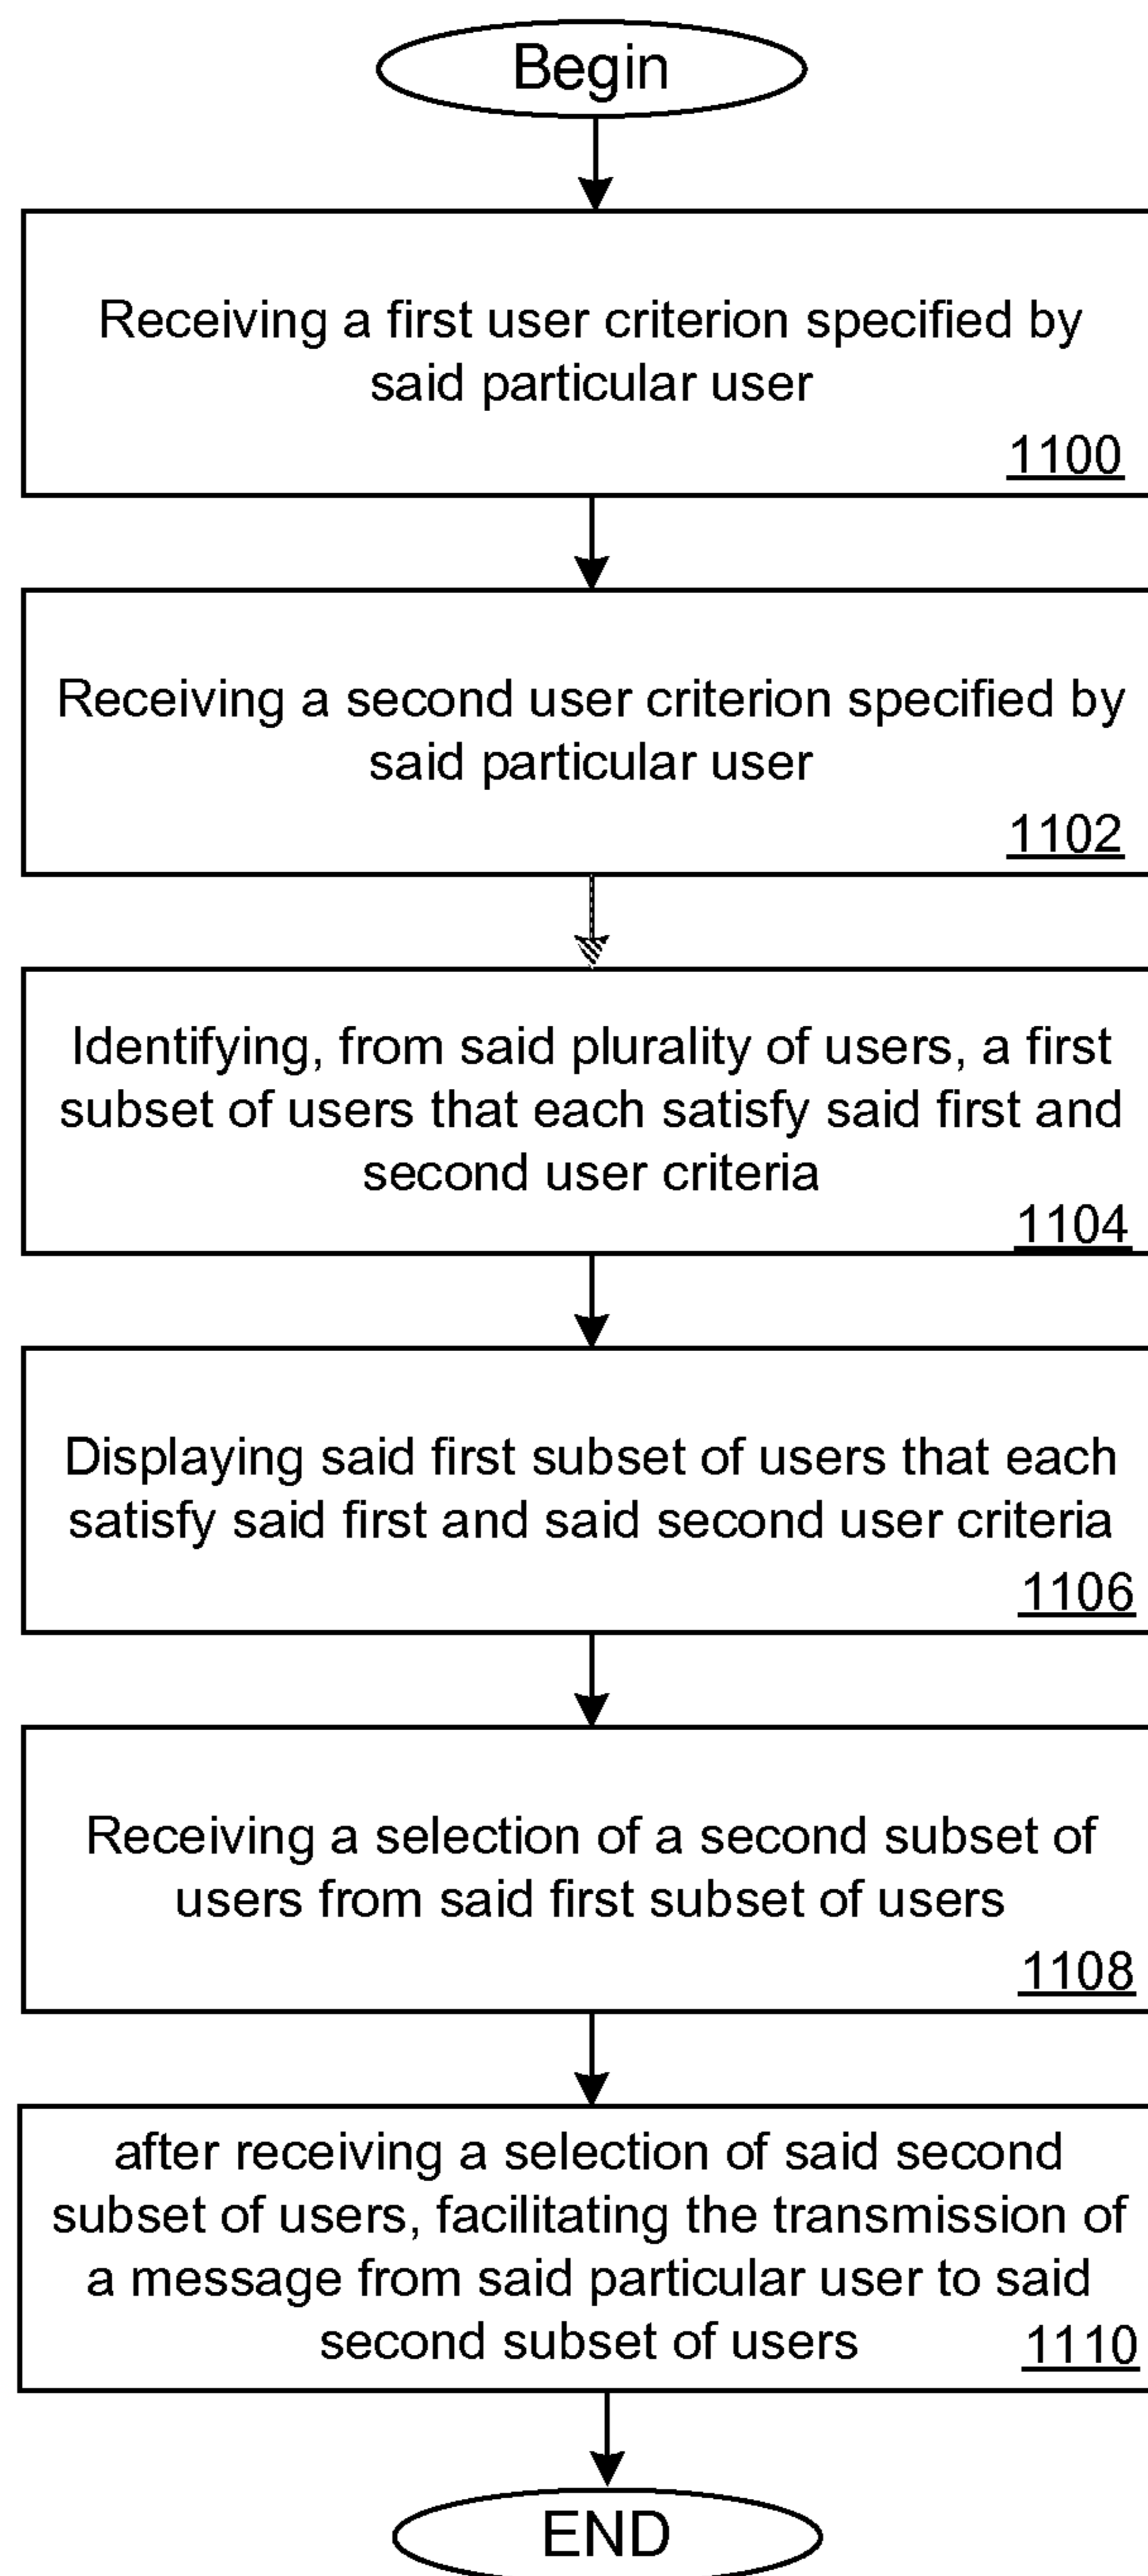 Begin
Receiving a first user criterion specified by
said particular user
1100
Receiving a second user criterion specified by
said particular user
1102
Identifying, from said plurality of users, a first
subset of users that each satisfy said first and
second user criteria
1104
Displaying said first subset of users that each
satisfy said first and said second user criteria
1106
Receiving a selection of a second subset of
users from said first subset of users
1108
after receiving a selection of said second
subset of users, facilitating the transmission of
a message from said particular user to said
second subset of users
1110
END